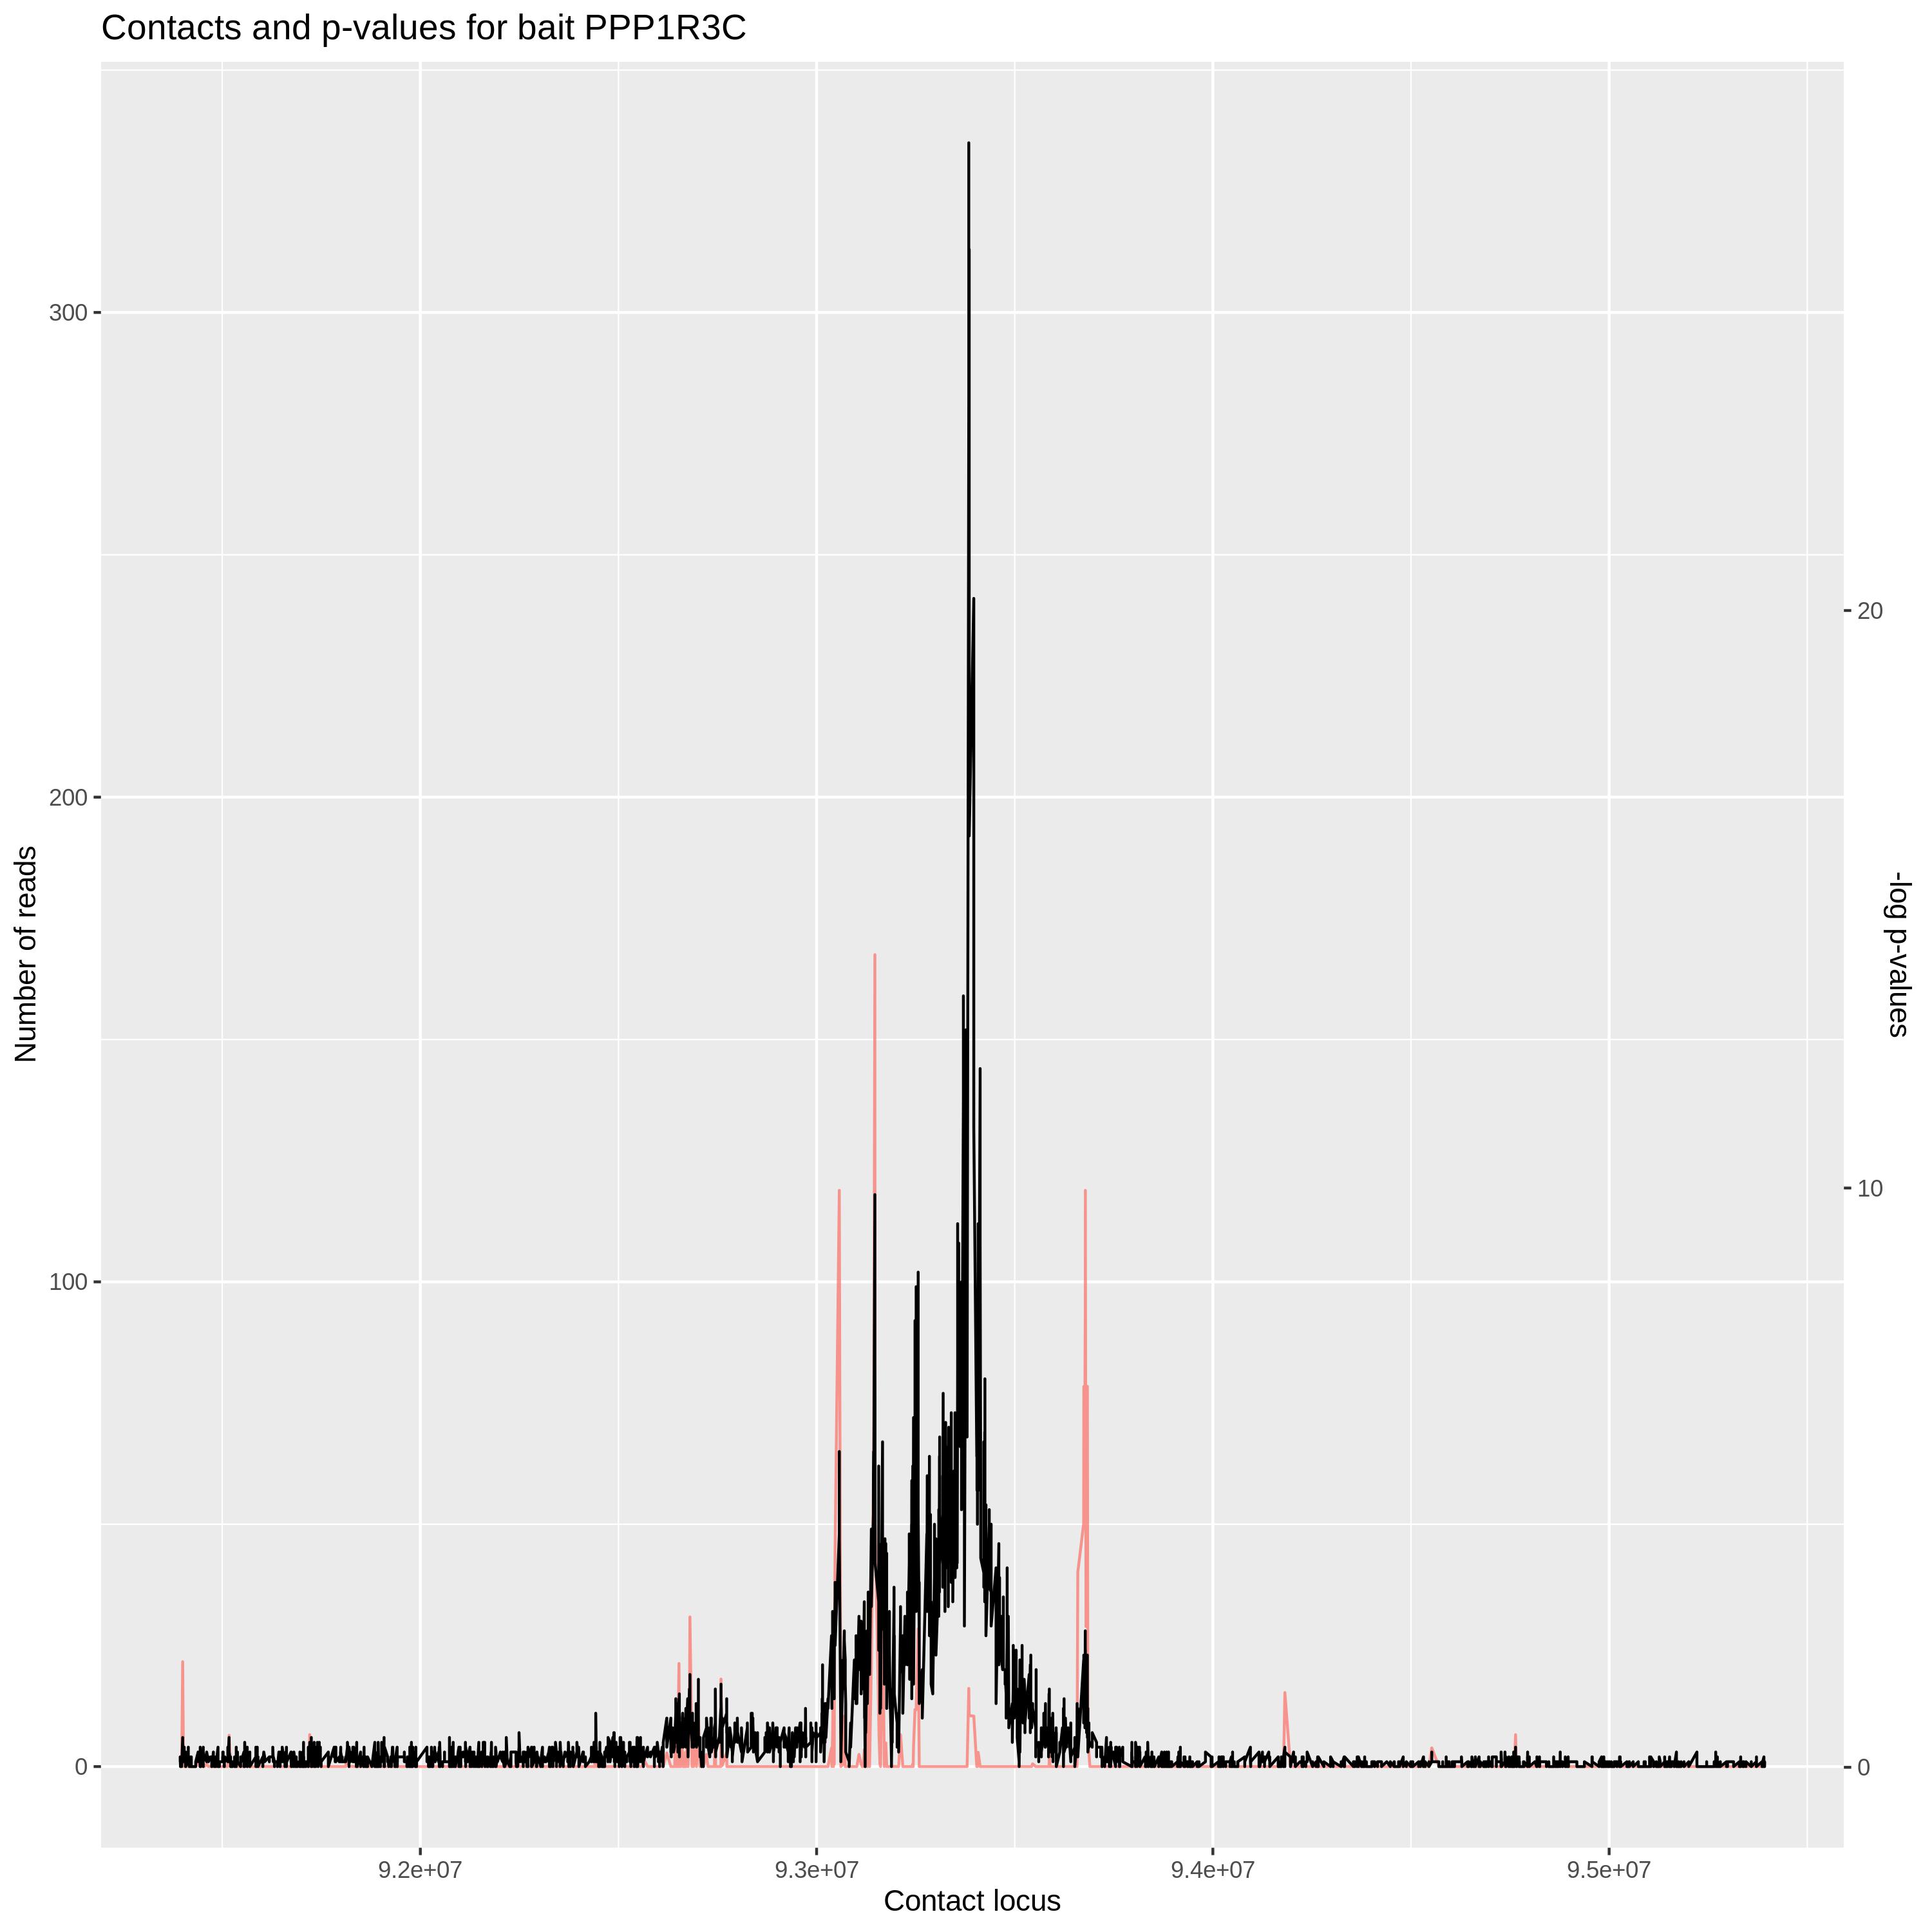 Contacts and p-values for bait PPP1R3C
300
200
100
0
Number of reads
20
10
0
-log p-values
9.2e+07
9.3e+07
9.4e+07
9.5e+07
Contact locus